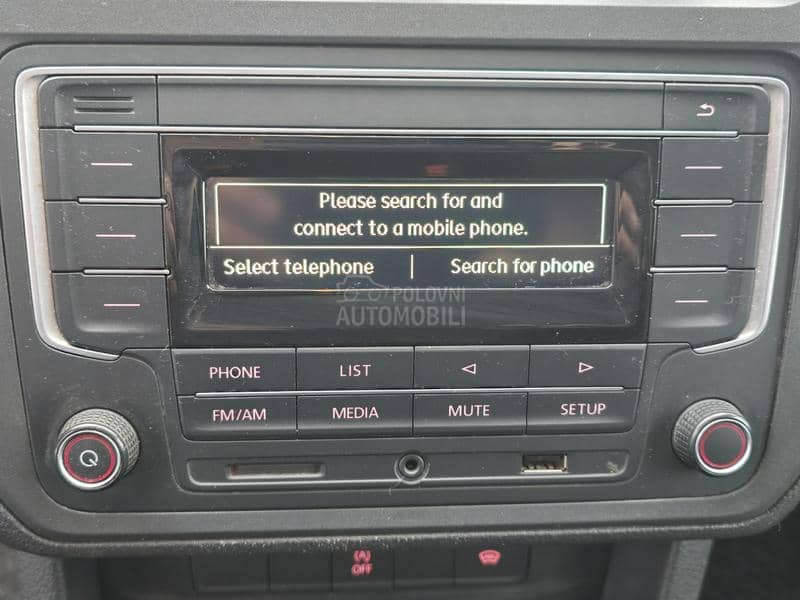 Please search for and
connect to a mobile phone.
Select telephone | Search for phone
POLOVNI
AUTOMOBILI
PHONE LIST
FM/AM MEDIA MUTE SETUP
OFF